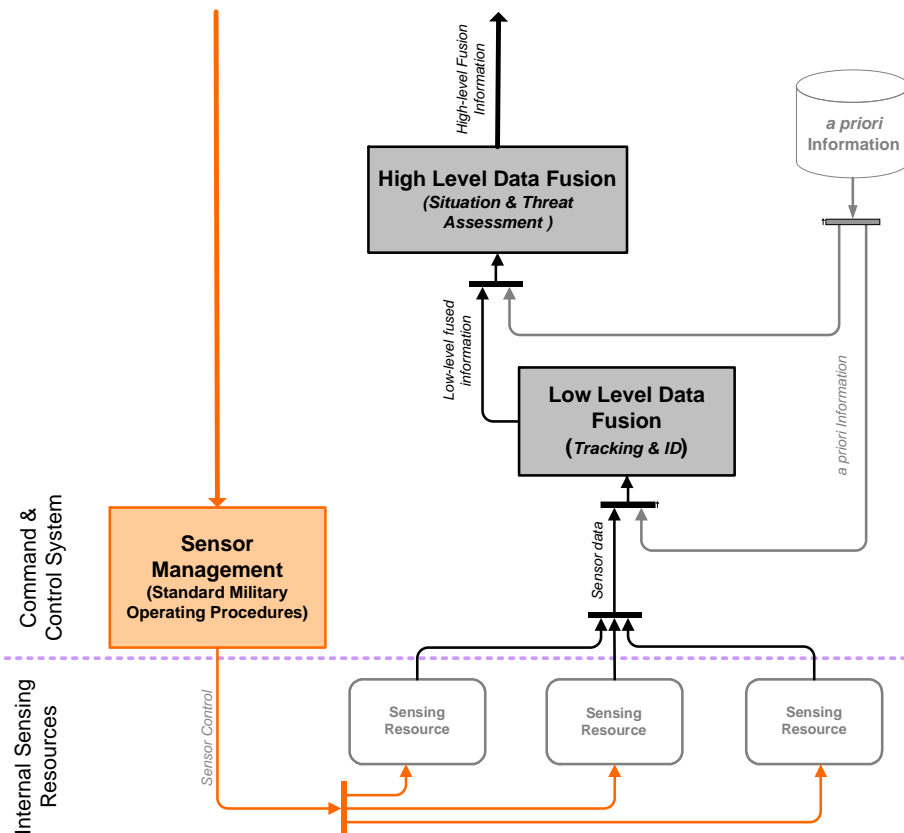 High-level Fusion
Information
a priori
Information
High Level Data Fusion
(Situation & Threat
Assessment )
Low-level fused
information
a priori Information
Low Level Data
Fusion
(Tracking & ID)
Sensor data
Command &
Control System
Sensor
Management
(Standard Military
Operating Procedures)
Internal Sensing
Resources
Sensor Control
Sensing
Resource
Sensing
Resource
Sensing
Resource